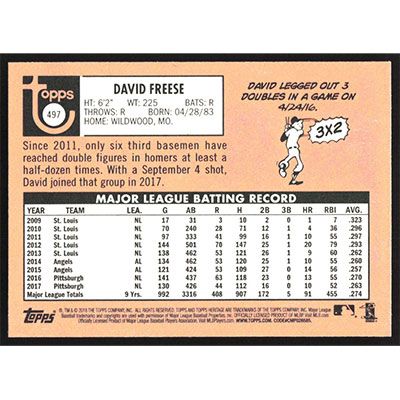 topps
497
DAVID FREESE
HT: 6'2" WT: 225 BATS: R
THROWS: R BORN: 04/28/83
HOME: WILDWOOD, MO.
DAVID LEGGED OUT 3
DOUBLES IN A GAME ON
4/24/16.
3X2
Since 2011, only six third basemen have
reached double figures in homers at least a
half-dozen times. With a September 4 shot,
David joined that group in 2017.
MAJOR LEAGUE BATTING RECORD
YEAR TEAM LEA. G AB R H 2B 3B HR RBI AVG.
2009 St. Louis NL 17 31 3 10 2 0 1 7 .323
2010 St. Louis NL 70 240 28 71 12 1 4 36 .296
2011 St. Louis NL 97 333 41 99 16 1 10 55 .297
2012 St. Louis NL 144 501 70 147 25 1 20 79 .293
2013 St. Louis NL 138 462 53 121 26 1 9 60 .262
2014 Angels AL 134 462 53 120 25 1 10 55 .260
2015 Angels AL 121 424 53 109 27 0 14 56 .257
2016 Pittsburgh NL 141 437 63 118 23 0 13 55 .270
2017 Pittsburgh NL 130 426 44 112 16 0 10 52 .263
Major League Totals 9 Yrs. 992 3316 408 907 172 5 91 455 .274
TOPPS